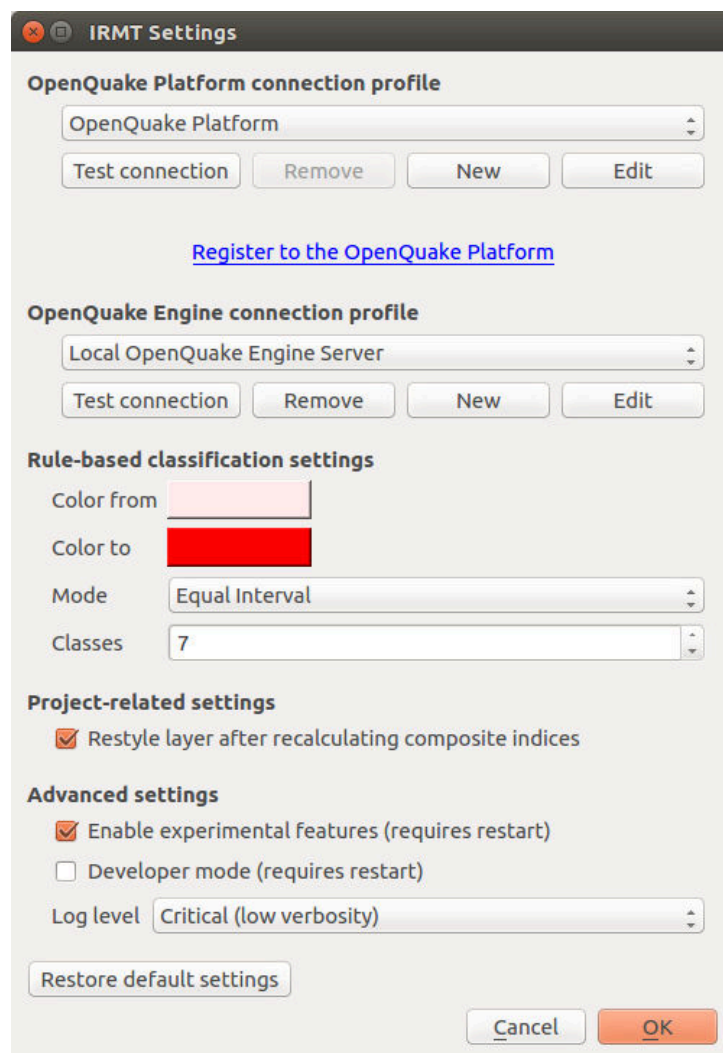 IRMT Settings
OpenQuake Platform connection profile
OpenQuake Platform
Test connection Remove New Edit
Register to the OpenQuake Platform
OpenQuake Engine connection profile
Local OpenQuake Engine Server
Test connection Remove New Edit
Rule-based classification settings
Color from
Color to
Mode Equal Interval
Classes 7
Project-related settings
Restyle layer after recalculating composite indices
Advanced settings
Enable experimental features (requires restart)
Developer mode (requires restart)
Log level Critical (low verbosity)
Restore default settings
Cancel OK